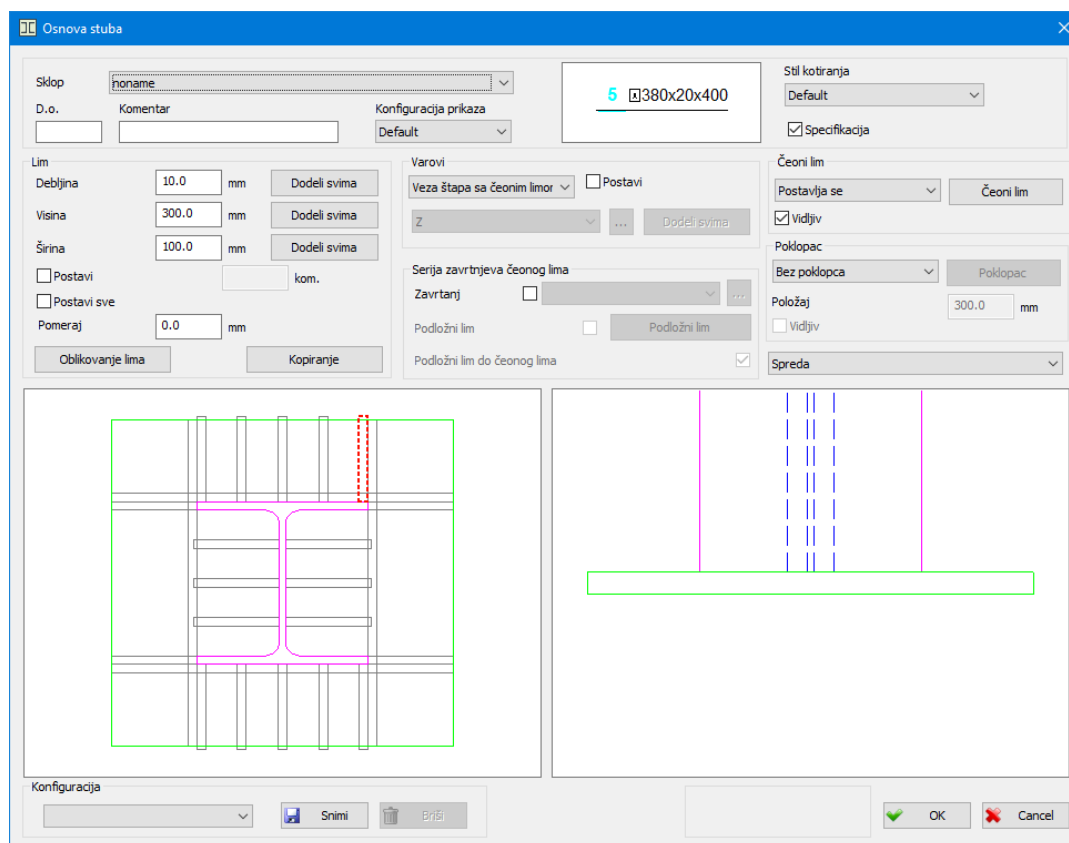 Osnova stuba
Sklop
noname
D.o.
Komentar
Konfiguracija prikaza
Default
5 380x20x400
Stil kotiranja
Default
Specifikacija
Lim
Debljina 10.0 mm Dodeli svima
Visina 300.0 mm Dodeli svima
Širina 100.0 mm Dodeli svima
Postavi kom.
Postavi sve
Pomeraj 0.0 mm
Oblikovanje lima Kopiranje
Varovi
Veza štapa sa čeonim limor Postavi
Z ... Dodeli svima
Serija zavrtnjeva čeonog lima
Zavrtanj ...
Podložni lim Podložni lim
Podložni lim do čeonog lima
Čeoni lim
Postavlja se Čeoni lim
Vidljiv
Poklopac
Bez poklopca Poklopac
Položaj 300.0 mm
Vidljiv
Spreda
Konfiguracija
Snimi Briši
OK Cancel